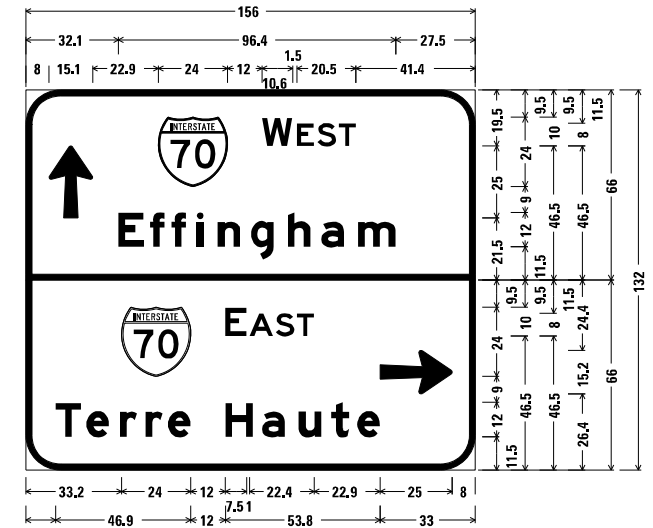 156
32.1 96.4 27.5
1.5
8 15.1 22.9 24 12 20.5 41.4
10.6
INTERSTATE
70
WEST
Effingham
INTERSTATE
70
EAST
Terre Haute
19.5 9.5 9.5 11.5
24 10 8
25 9 12 46.5 46.5 66
21.5 11.5
132
9.5 9.5 11.5
24 10 8 24.4
9 15.2 66
12 46.5 46.5 26.4
11.5
33.2 24 12 22.4 22.9 25 8
7.5 1
46.9 12 53.8 33